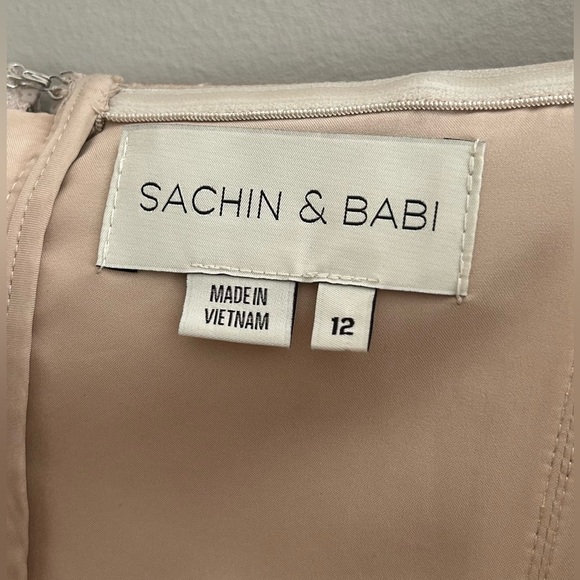 SACHIN & BABI
MADE IN
VIETNAM
12